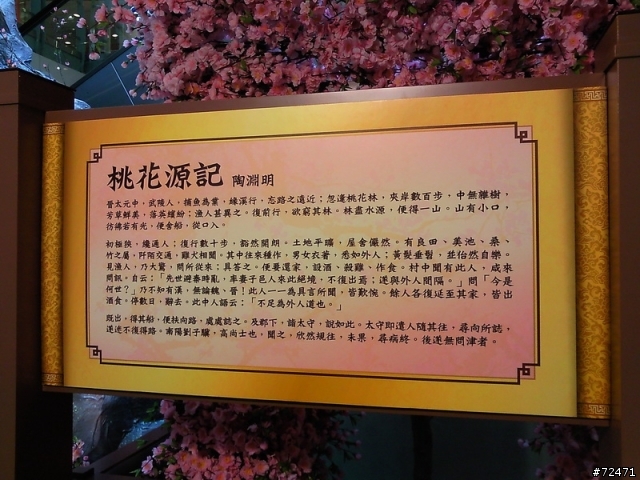 桃花源記 陶淵明
晉太元中，武陵人，捕魚為業，緣溪行，忘路之遠近；忽逢桃花林，夾岸數百步，中無雜樹，
芳草鮮美，落英繽紛；漁人甚異之。復前行，欲窮其林。林盡水源，便得一山。山有小口，
彷彿若有光，便舍船，從口入。
初極狹，纔通人；復行數十步，豁然開朗。土地平曠，屋舍儼然。有良田、美池、桑、
竹之屬，阡陌交通，雞犬相聞。其中往來種作，男女衣著，悉如外人；黃髮垂髫，並怡然自樂。
見漁人，乃大驚，問所從來；具答之。便要還家，設酒、殺雞、作食。村中聞有此人，咸來
問訊。自云：「先世避秦時亂，率妻子邑人來此絕境，不復出焉；遂與外人間隔。」問「今是
何世？」乃不知有漢，無論魏、晉！此人一一為具言所聞，皆歎惋。餘人各復延至其家，皆出
酒食。停數日，辭去。此中人語云：「不足為外人道也。」
既出，得其船，便扶向路，處處誌之。及郡下，詣太守，說如此。太守即遣人隨其往，尋向所誌，
遂迷不復得路。南陽劉子驥，高尚士也，聞之，欣然規往，未果，尋病終。後遂無問津者。
#72471